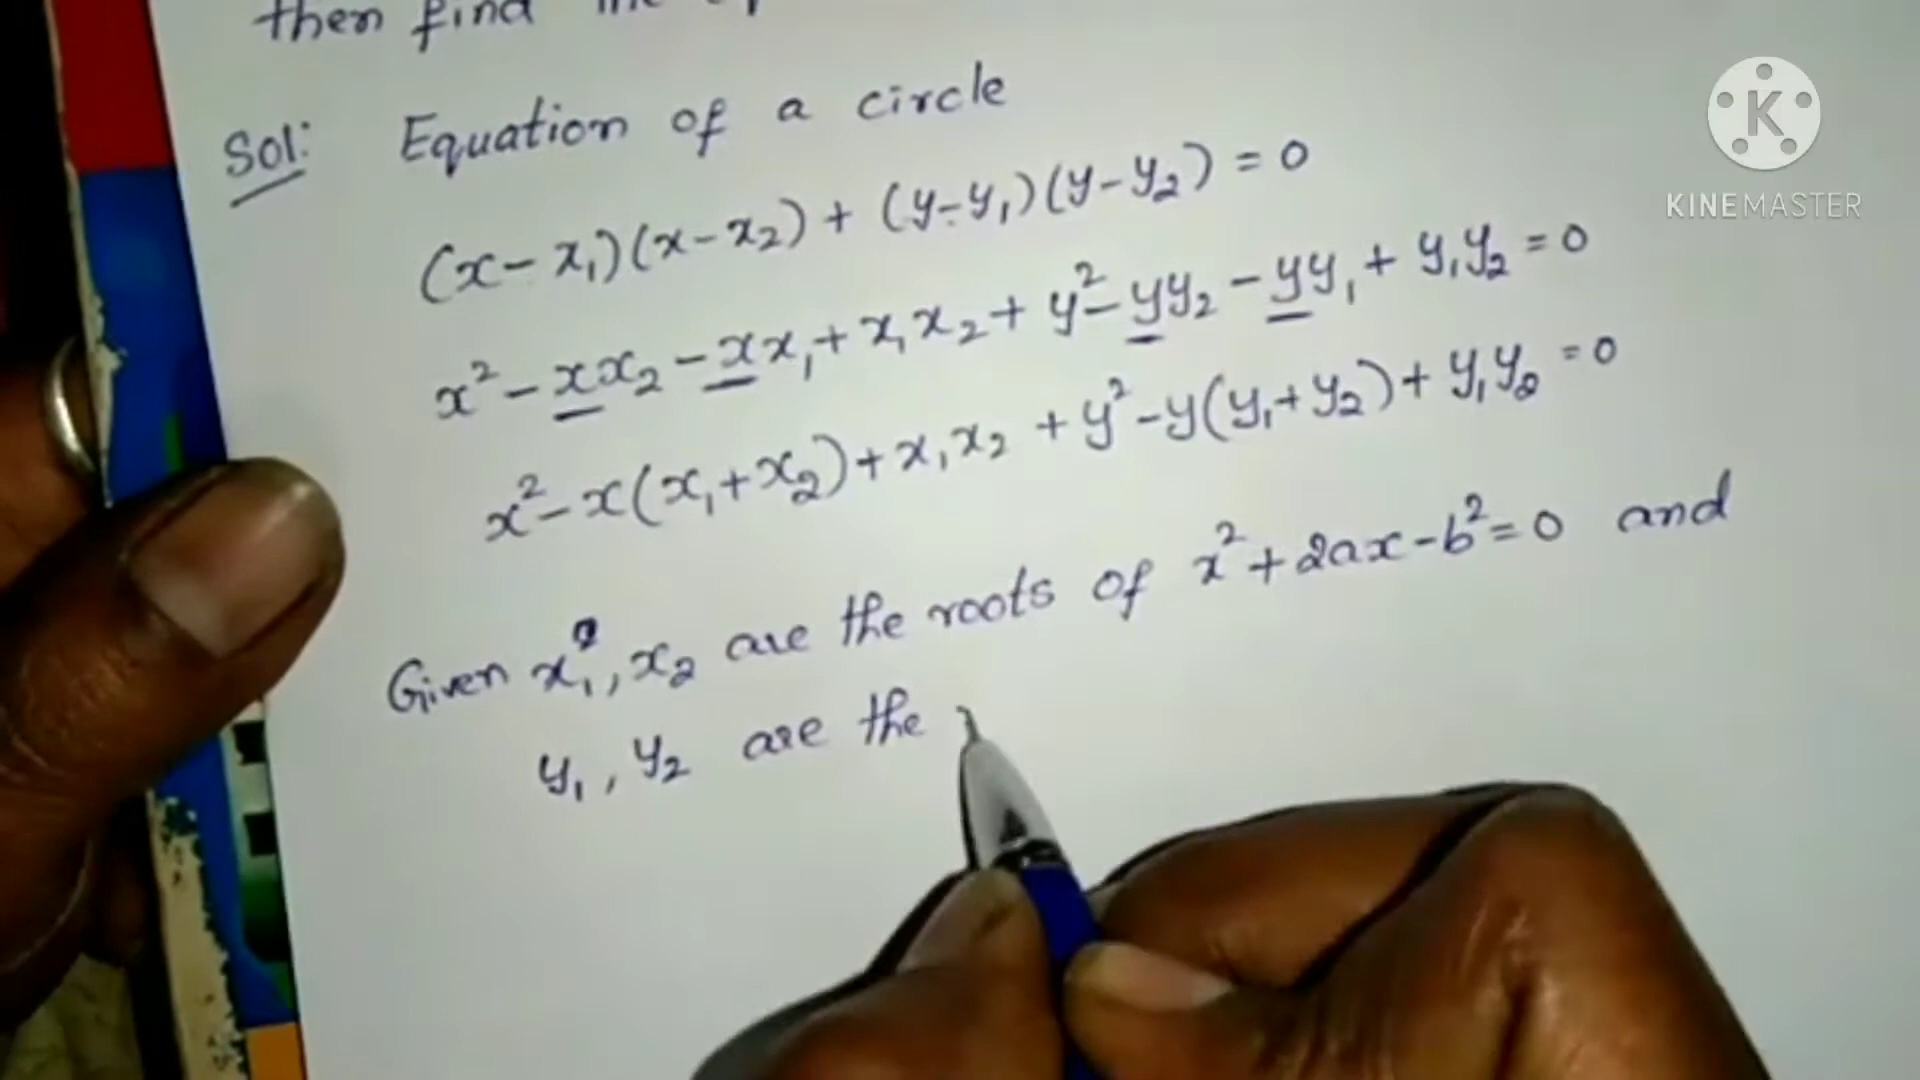 then find the
Sol: Equation of a circle
(x-x₁)(x-x₂)+(y-y₁)(y-y₂)=0
x²-xx₂-xx₁+x₁x₂+y²-yy₂-yy₁+y₁y₂=0
x²-x(x₁+x₂)+x₁x₂+y²-y(y₁+y₂)+y₁y₂=0
Given x₁,x₂ are the roots of x²+2ax-b²=0 and
y₁,y₂ are the
K
KINEMASTER